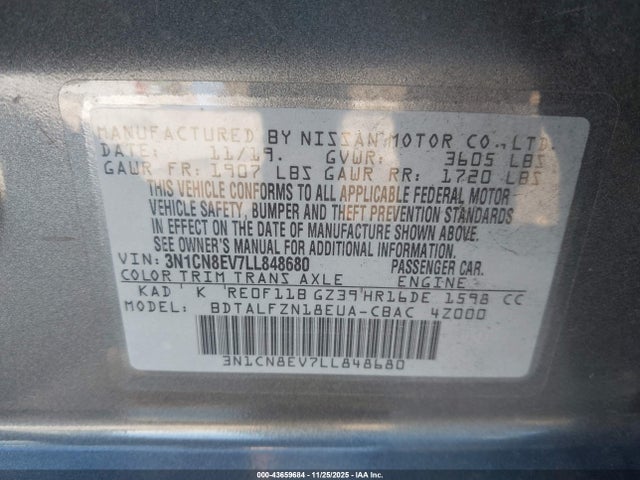 MANUFACTURED BY NISSAN MOTOR CO., LTD.
DATE: 11/19. GVWR: 3605 LBS
GAWR FR: 1907 LBS GAWR RR: 1720 LBS
THIS VEHICLE CONFORMS TO ALL APPLICABLE FEDERAL MOTOR
VEHICLE SAFETY, BUMPER AND THEFT PREVENTION STANDARDS
IN EFFECT ON THE DATE OF MANUFACTURE SHOWN ABOVE.
SEE OWNER'S MANUAL FOR ADDITIONAL INFORMATION.
VIN: 3N1CN8EV7LL848680 PASSENGER CAR.
COLOR TRIM TRANS AXLE ENGINE:
KAD K RE0F11B GZ39 HR16DE 1598 CC
MODEL: BDTALFZN18EUA-CBAC 4Z000
3N1CN8EV7LL848680
000-43659684 - 11/25/2025 - IAA Inc.